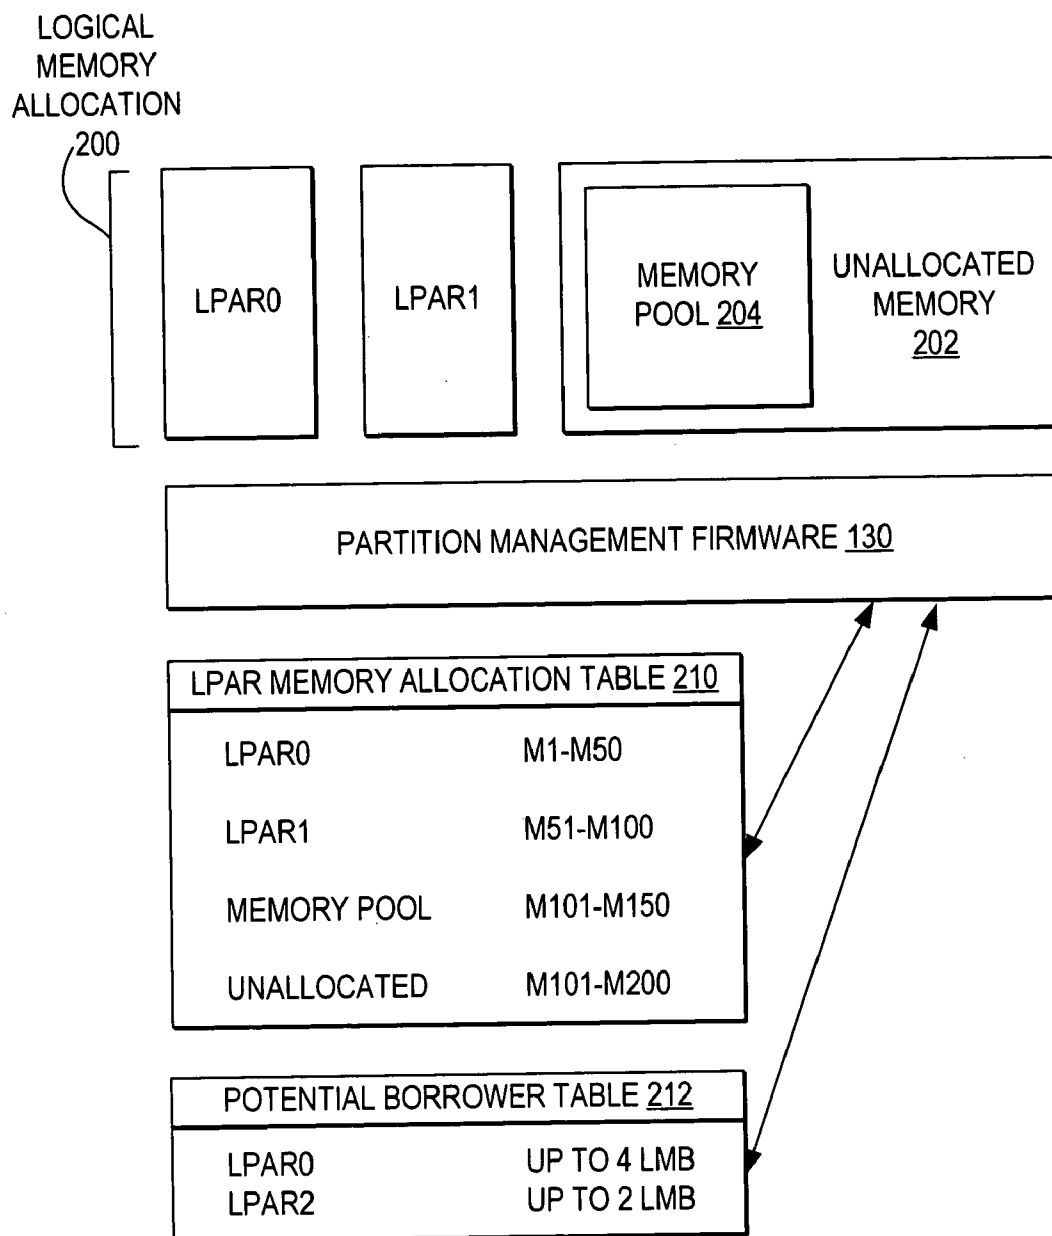 LOGICAL
MEMORY
ALLOCATION
200
LPAR0
LPAR1
MEMORY
POOL 204
UNALLOCATED
MEMORY
202
PARTITION MANAGEMENT FIRMWARE 130
LPAR MEMORY ALLOCATION TABLE 210
LPAR0 M1-M50
LPAR1 M51-M100
MEMORY POOL M101-M150
UNALLOCATED M101-M200
POTENTIAL BORROWER TABLE 212
LPAR0 UP TO 4 LMB
LPAR2 UP TO 2 LMB